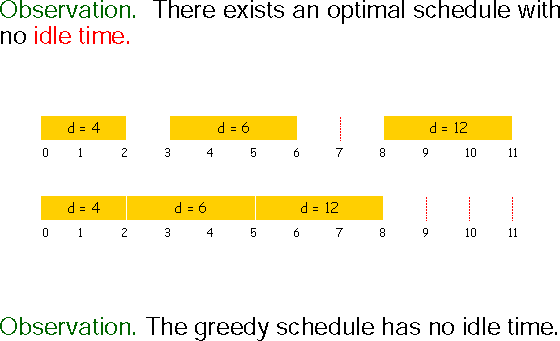 Observation. There exists an optimal schedule with
no idle time.
d = 4 d = 6 d = 12
0 1 2 3 4 5 6 7 8 9 10 11
d = 4 d = 6 d = 12
0 1 2 3 4 5 6 7 8 9 10 11
Observation. The greedy schedule has no idle time.